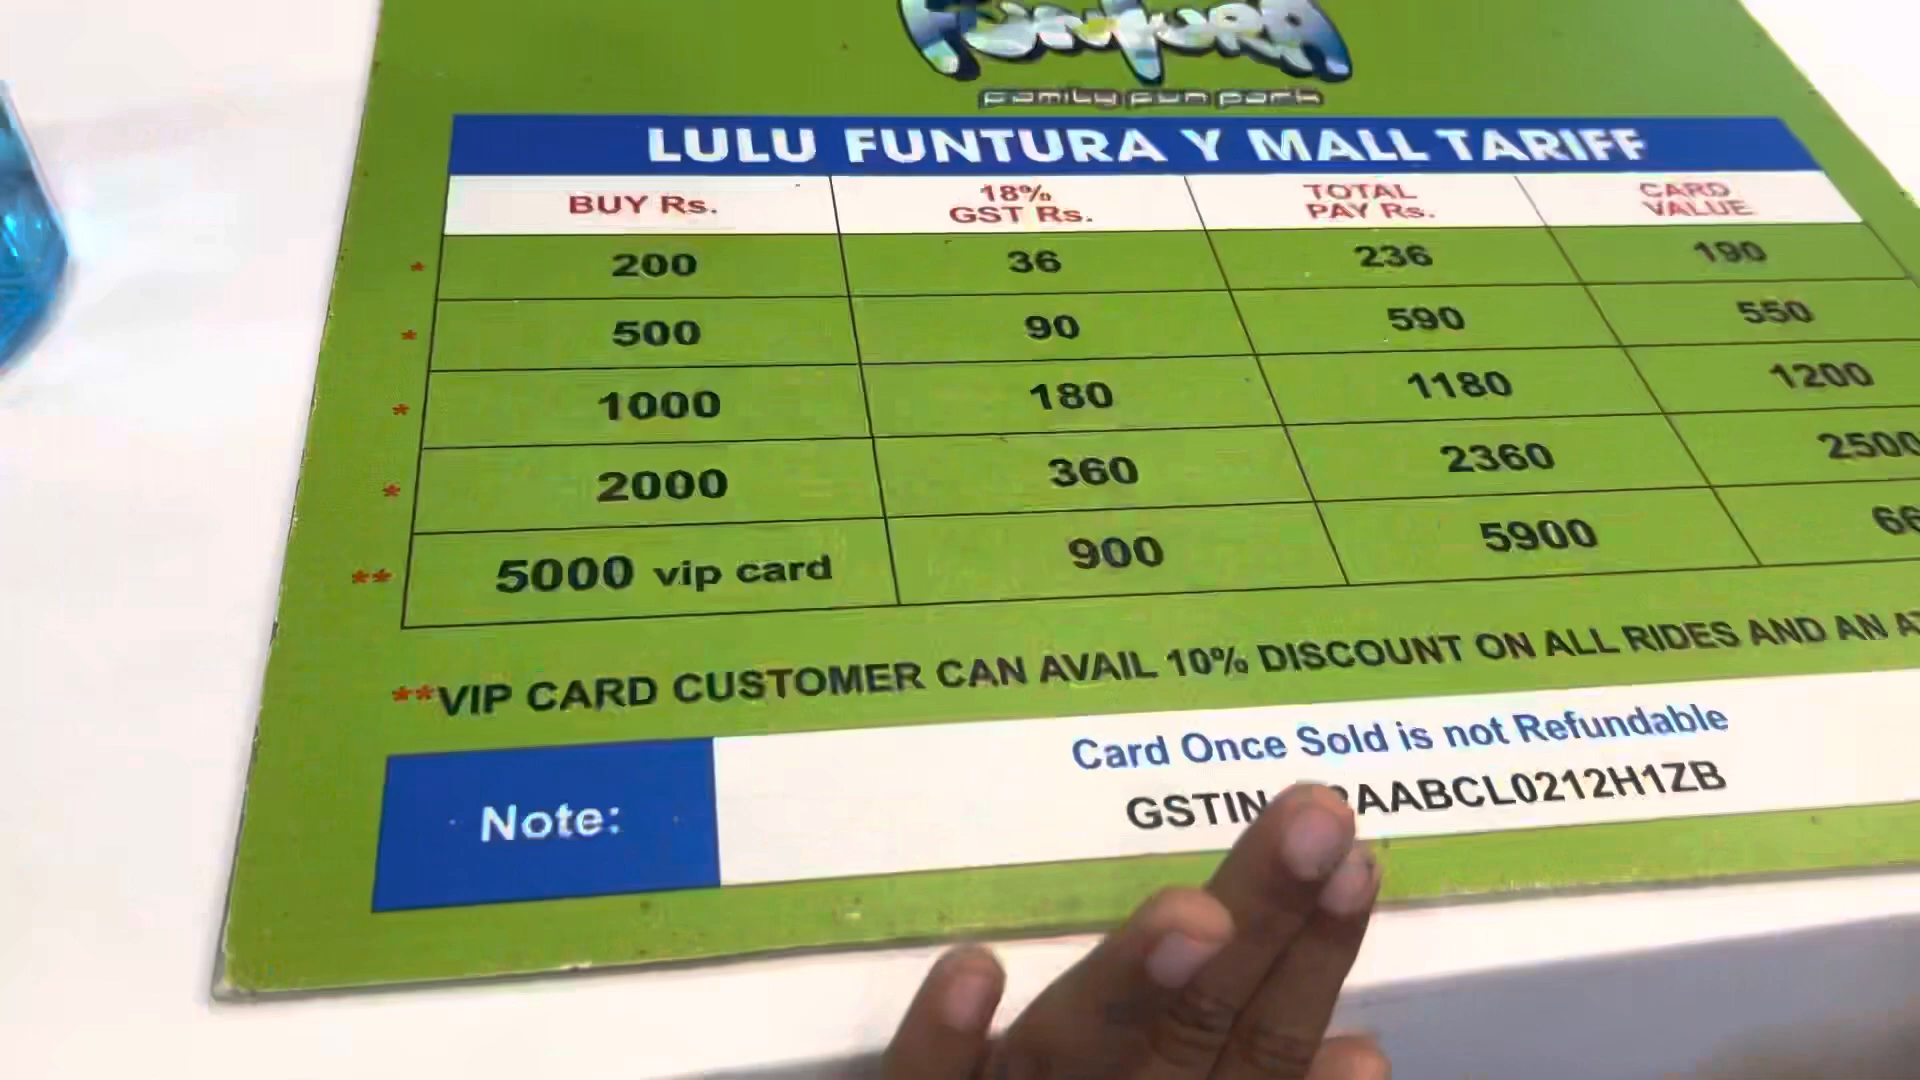 FUNTURA
Family Fun Park
LULU FUNTURA Y MALL TARIFF
BUY Rs. 18% GST Rs. TOTAL PAY Rs. CARD VALUE
* 200 36 236 190
* 500 90 590 550
* 1000 180 1180 1200
* 2000 360 2360 2500
** 5000 vip card 900 5900
**VIP CARD CUSTOMER CAN AVAIL 10% DISCOUNT ON ALL RIDES AND AN
Note: Card Once Sold is not Refundable
GSTIN AABCL0212H1ZB